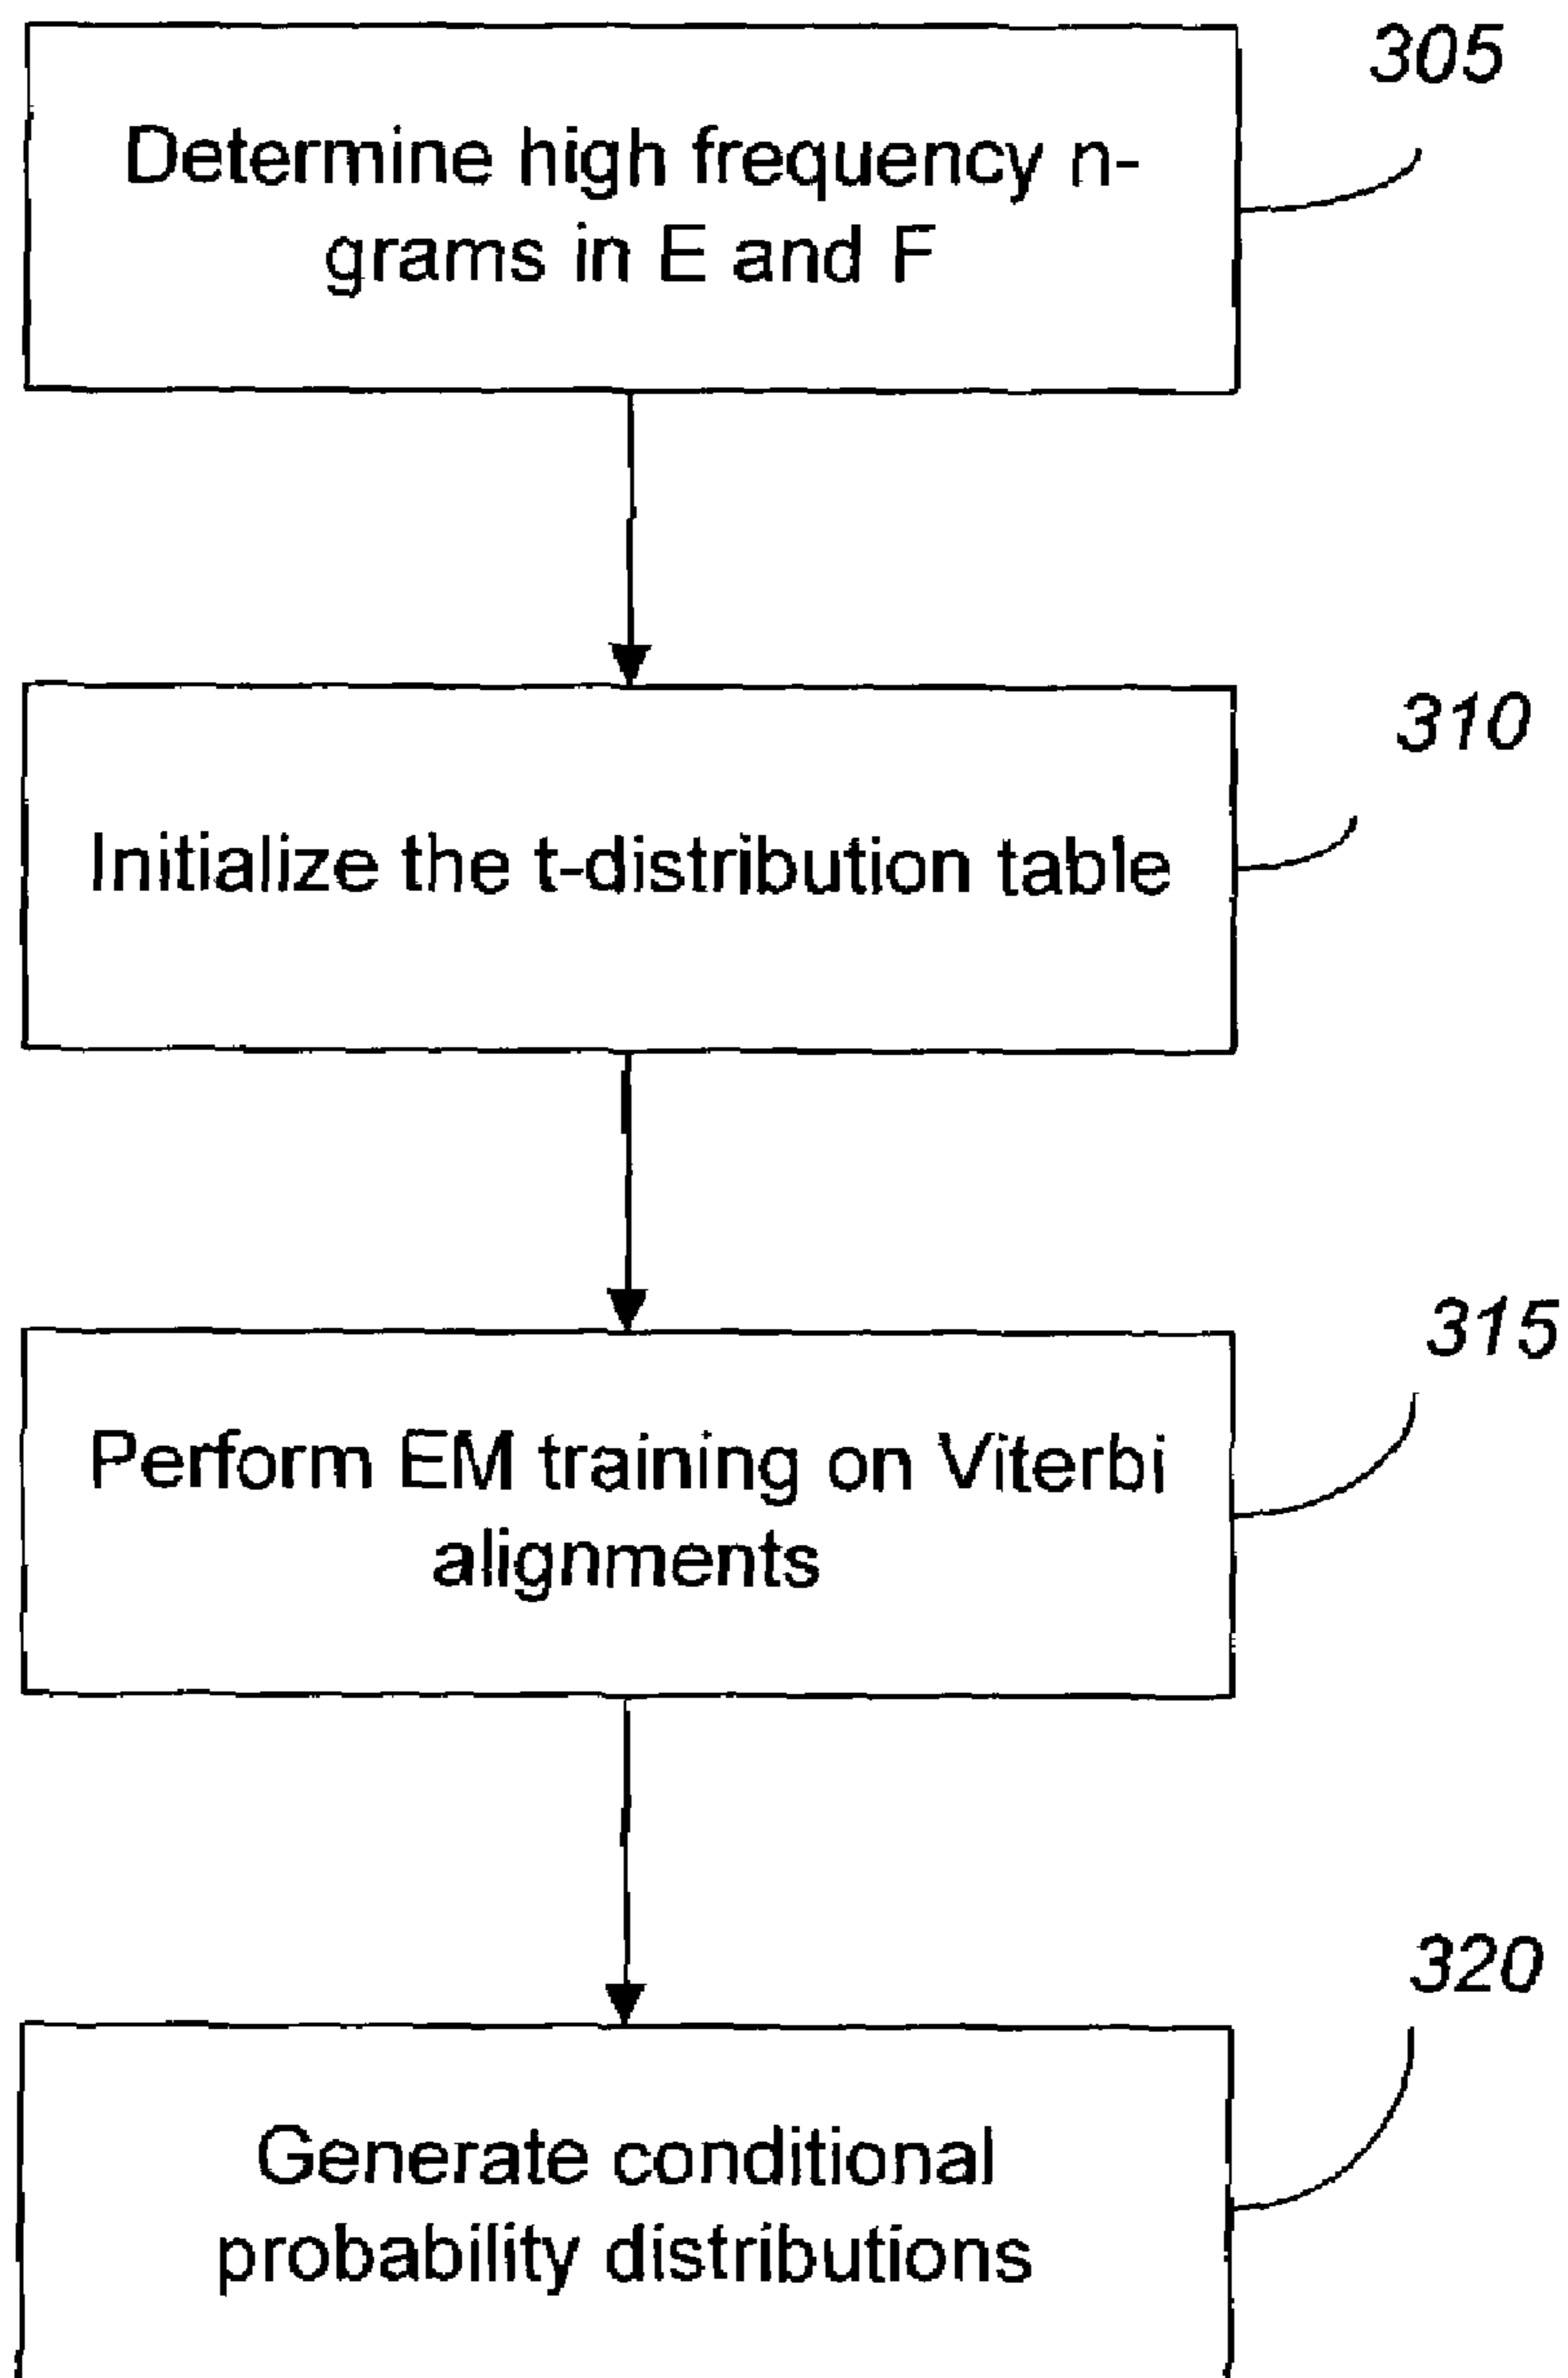 305
Determine high frequency n-
grams in E and F
310
Initialize the t-distribution table
315
Perform EM training on Viterbi
alignments
320
Generate conditional
probability distributions